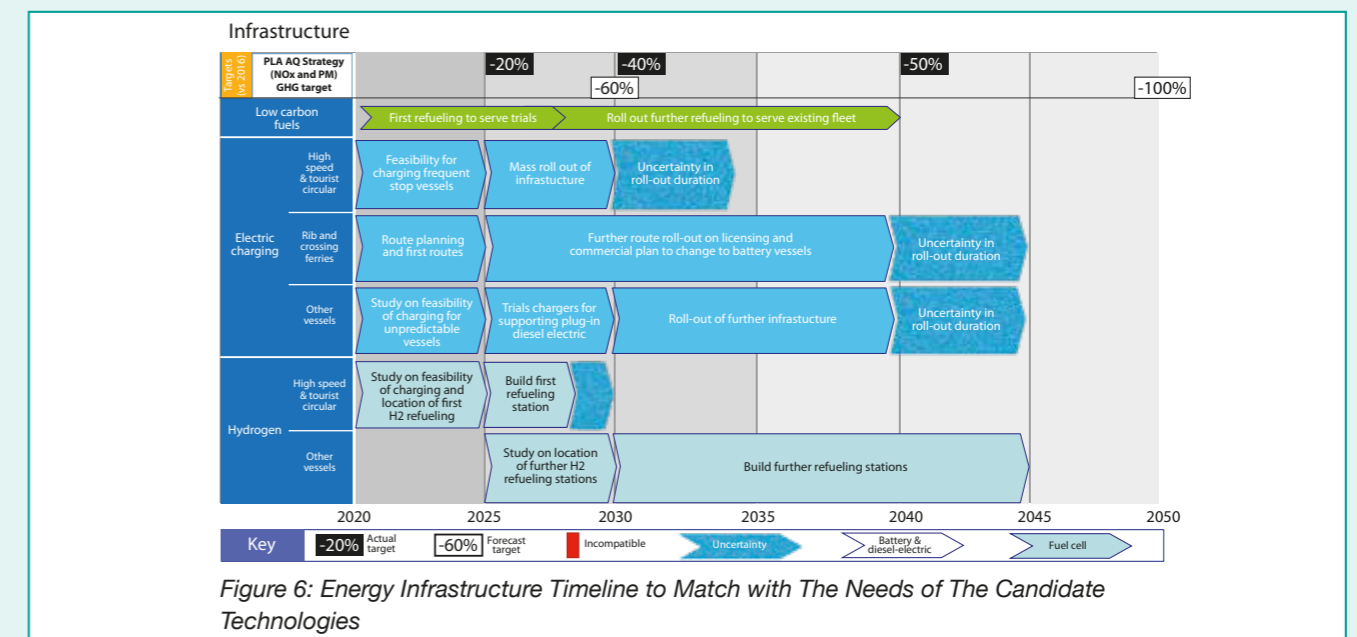 Infrastructure
Targets
(vs 2016)
PLA AQ Strategy
(NOx and PM)
GHG target
-20%
-40%
-50%
-60%
-100%
Low carbon
fuels
First refueling to serve trials
Roll out further refueling to serve existing fleet
Electric
charging
High
speed
& tourist
circular
Feasibility for
charging frequent
stop vessels
Mass roll out of
infrastucture
Uncertainty in
roll-out duration
Rib and
crossing
ferries
Route planning
and first routes
Further route roll-out on licensing and
commercial plan to change to battery vessels
Uncertainty in
roll-out duration
Other
vessels
Study on feasibility
of charging for
unpredictable
vessels
Trials chargers for
supporting plug-in
diesel electric
Roll-out of further infrastucture
Uncertainty in
roll-out duration
Hydrogen
High speed
& tourist
circular
Study on feasibility
of charging and
location of first
H2 refueling
Build first
refueling
station
Other
vessels
Study on location
of further H2
refueling stations
Build further refueling stations
2020 2025 2030 2035 2040 2045 2050
Key
-20%
Actual
target
-60%
Forecast
target
Incompatible
Uncertainty
Battery &
diesel-electric
Fuel cell
Figure 6: Energy Infrastructure Timeline to Match with The Needs of The Candidate
Technologies